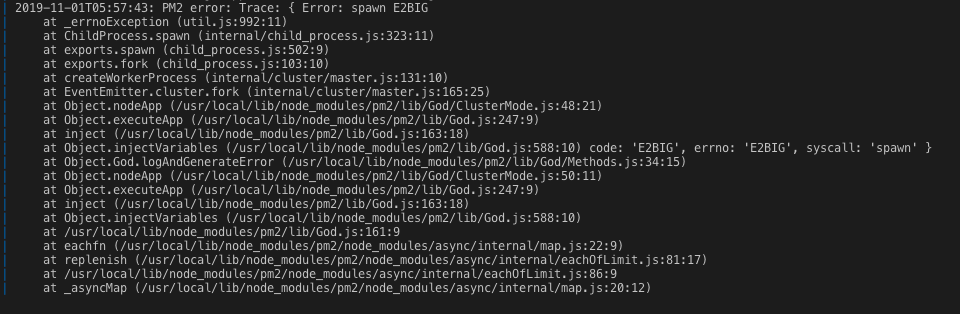 2019-11-01T05:57:43: PM2 error: Trace: { Error: spawn E2BIG
at _errnoException (util.js:992:11)
at ChildProcess.spawn (internal/child_process.js:323:11)
at exports.spawn (child_process.js:502:9)
at exports.fork (child_process.js:103:10)
at createWorkerProcess (internal/cluster/master.js:131:10)
at EventEmitter.cluster.fork (internal/cluster/master.js:165:25)
at Object.nodeApp (/usr/local/lib/node_modules/pm2/lib/God/ClusterMode.js:48:21)
at Object.executeApp (/usr/local/lib/node_modules/pm2/lib/God.js:247:9)
at inject (/usr/local/lib/node_modules/pm2/lib/God.js:163:18)
at Object.injectVariables (/usr/local/lib/node_modules/pm2/lib/God.js:588:10) code: 'E2BIG', errno: 'E2BIG', syscall: 'spawn' }
at Object.God.logAndGenerateError (/usr/local/lib/node_modules/pm2/lib/God/Methods.js:34:15)
at Object.nodeApp (/usr/local/lib/node_modules/pm2/lib/God/ClusterMode.js:50:11)
at Object.executeApp (/usr/local/lib/node_modules/pm2/lib/God.js:247:9)
at inject (/usr/local/lib/node_modules/pm2/lib/God.js:163:18)
at Object.injectVariables (/usr/local/lib/node_modules/pm2/lib/God.js:588:10)
at /usr/local/lib/node_modules/pm2/lib/God.js:161:9
at eachfn (/usr/local/lib/node_modules/pm2/node_modules/async/internal/map.js:22:9)
at replenish (/usr/local/lib/node_modules/pm2/node_modules/async/internal/eachOfLimit.js:81:17)
at /usr/local/lib/node_modules/pm2/node_modules/async/internal/eachOfLimit.js:86:9
at _asyncMap (/usr/local/lib/node_modules/pm2/node_modules/async/internal/map.js:20:12)